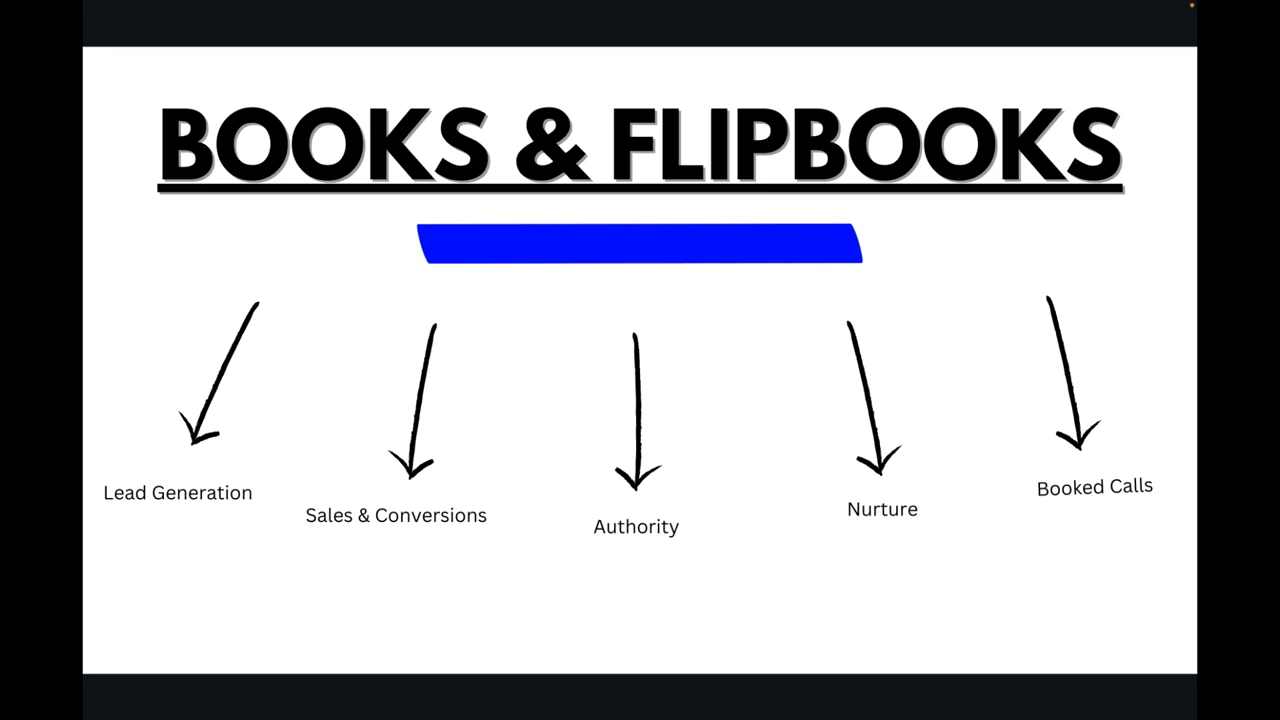 BOOKS & FLIPBOOKS
Lead Generation
Sales & Conversions
Authority
Nurture
Booked Calls